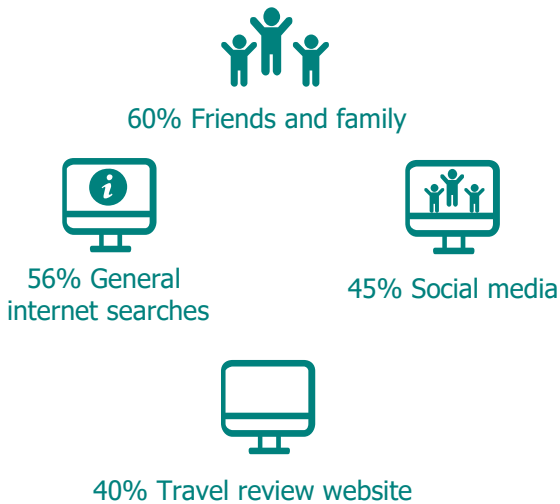 60% Friends and family
56% General
internet searches
45% Social media
40% Travel review website